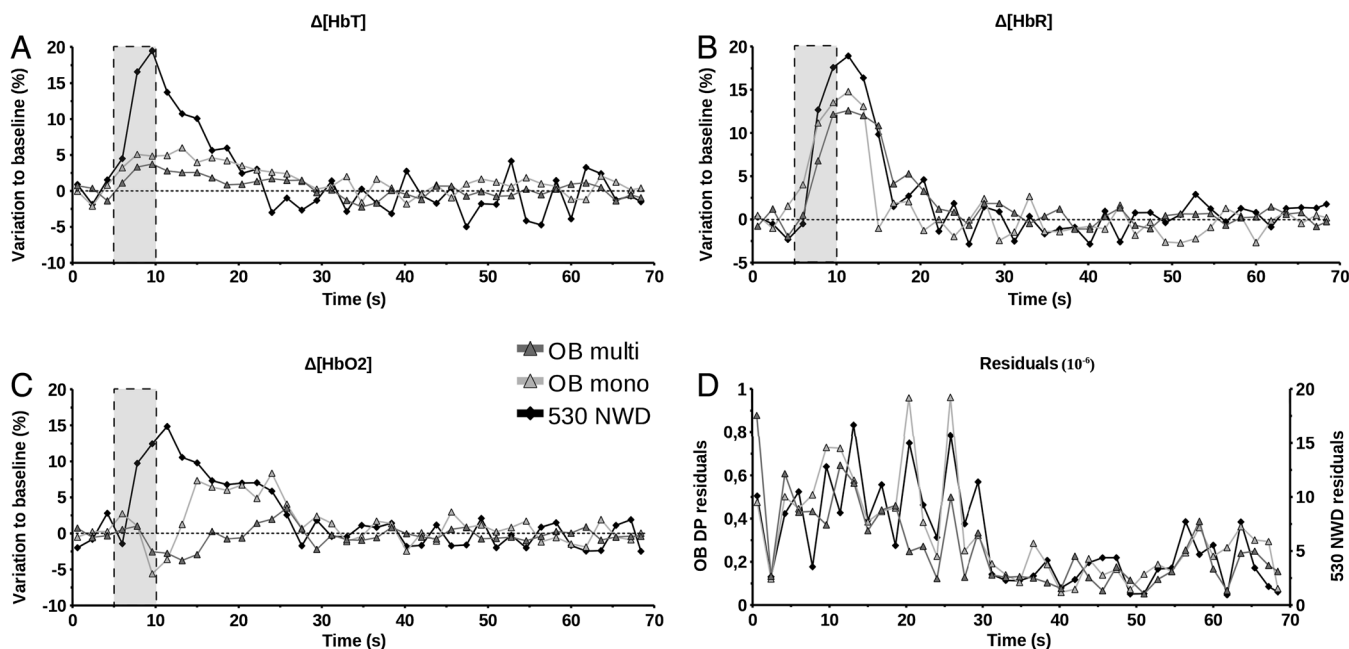 Δ[HbT]
A
Variation to baseline (%)
20
15
10
5
0
-5
-10
0 10 20 30 40 50 60 70
Time (s)
Δ[HbR]
B
Variation to baseline (%)
20
15
10
5
0
-5
0 10 20 30 40 50 60 70
Time (s)
Δ[HbO2]
C
Variation to baseline (%)
20
15
10
5
0
-5
-10
0 10 20 30 40 50 60 70
Time (s)
OB multi
OB mono
530 NWD
Residuals (10⁻⁶)
D
OB DP residuals
1
0,8
0,6
0,4
0,2
0
20
15
10
5
0
530 NWD residuals
0 10 20 30 40 50 60 70
Time (s)